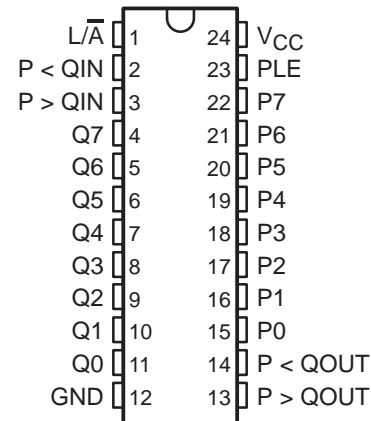 L/A̅ 1 24 VCC
P < QIN 2 23 PLE
P > QIN 3 22 P7
Q7 4 21 P6
Q6 5 20 P5
Q5 6 19 P4
Q4 7 18 P3
Q3 8 17 P2
Q2 9 16 P1
Q1 10 15 P0
Q0 11 14 P < QOUT
GND 12 13 P > QOUT